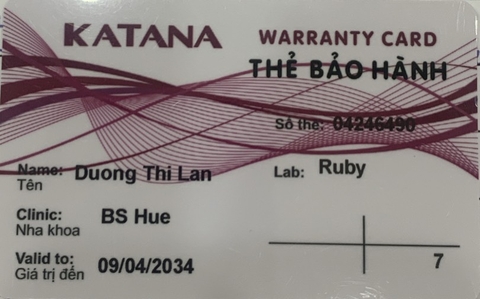 KATANA WARRANTY CARD
THẺ BẢO HÀNH
Số thẻ: 04246490
Name: Duong Thi Lan
Tên
Lab: Ruby
Clinic: BS Hue
Nha khoa
Valid to: 09/04/2034
Giá trị đến
7